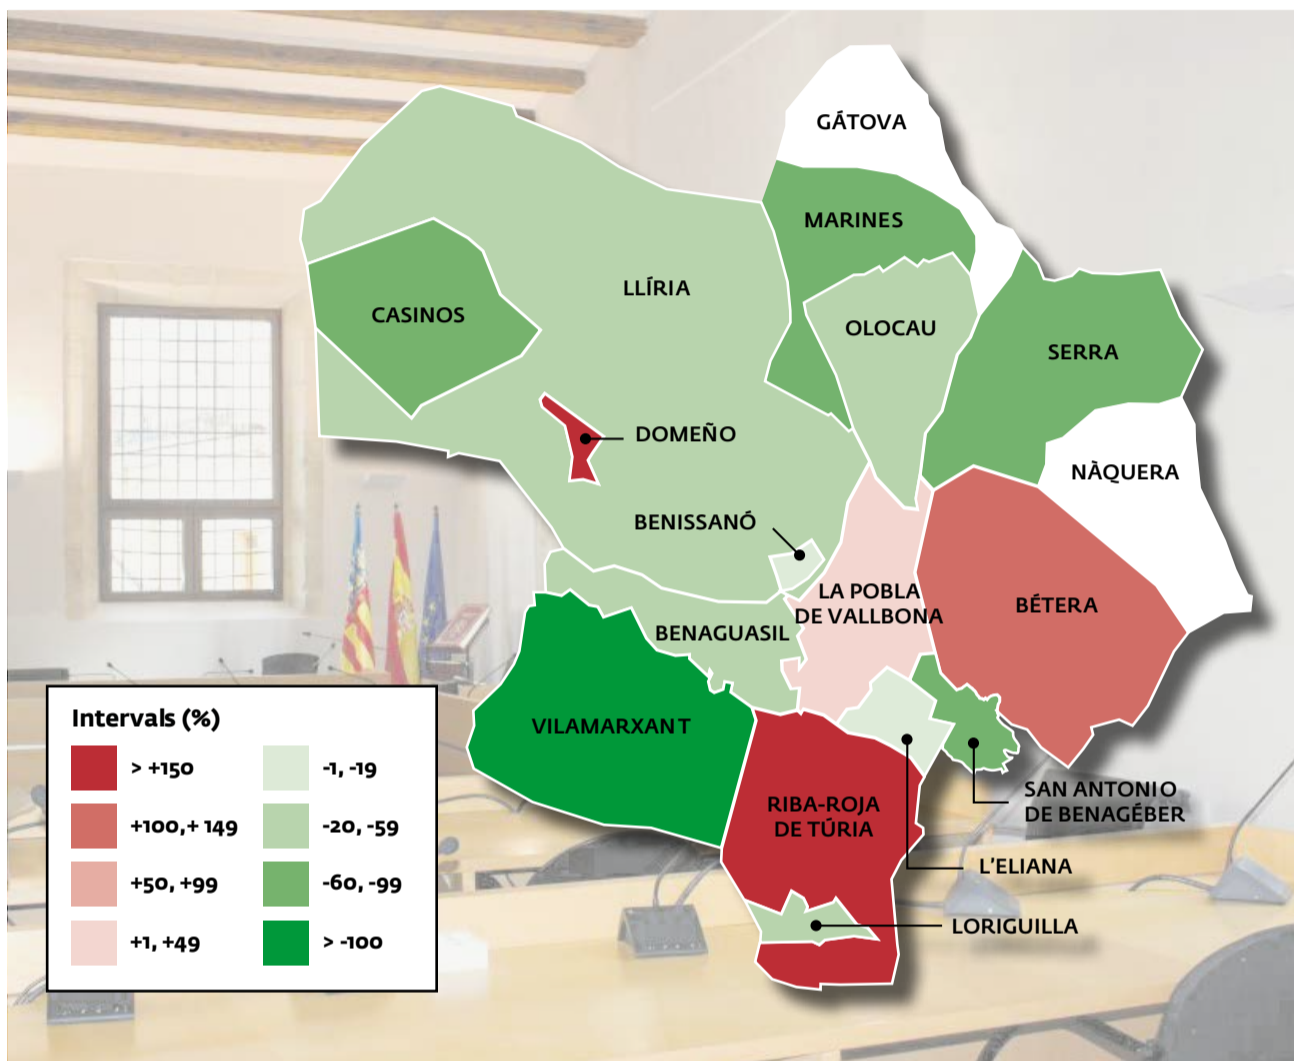 GÁTOVA
MARINES
LLÍRIA
CASINOS
OLOCAU
SERRA
DOMEÑO
NÀQUERA
BENISSANÓ
LA POBLA
DE VALLBONA
BÉTERA
BENAGUASIL
VILAMARXANT
RIBA-ROJA
DE TÚRIA
SAN ANTONIO
DE BENAGÉBER
L'ELIANA
LORIGUILLA
Intervals (%)
> +150
+100,+ 149
+50, +99
+1, +49
-1, -19
-20, -59
-60, -99
> -100